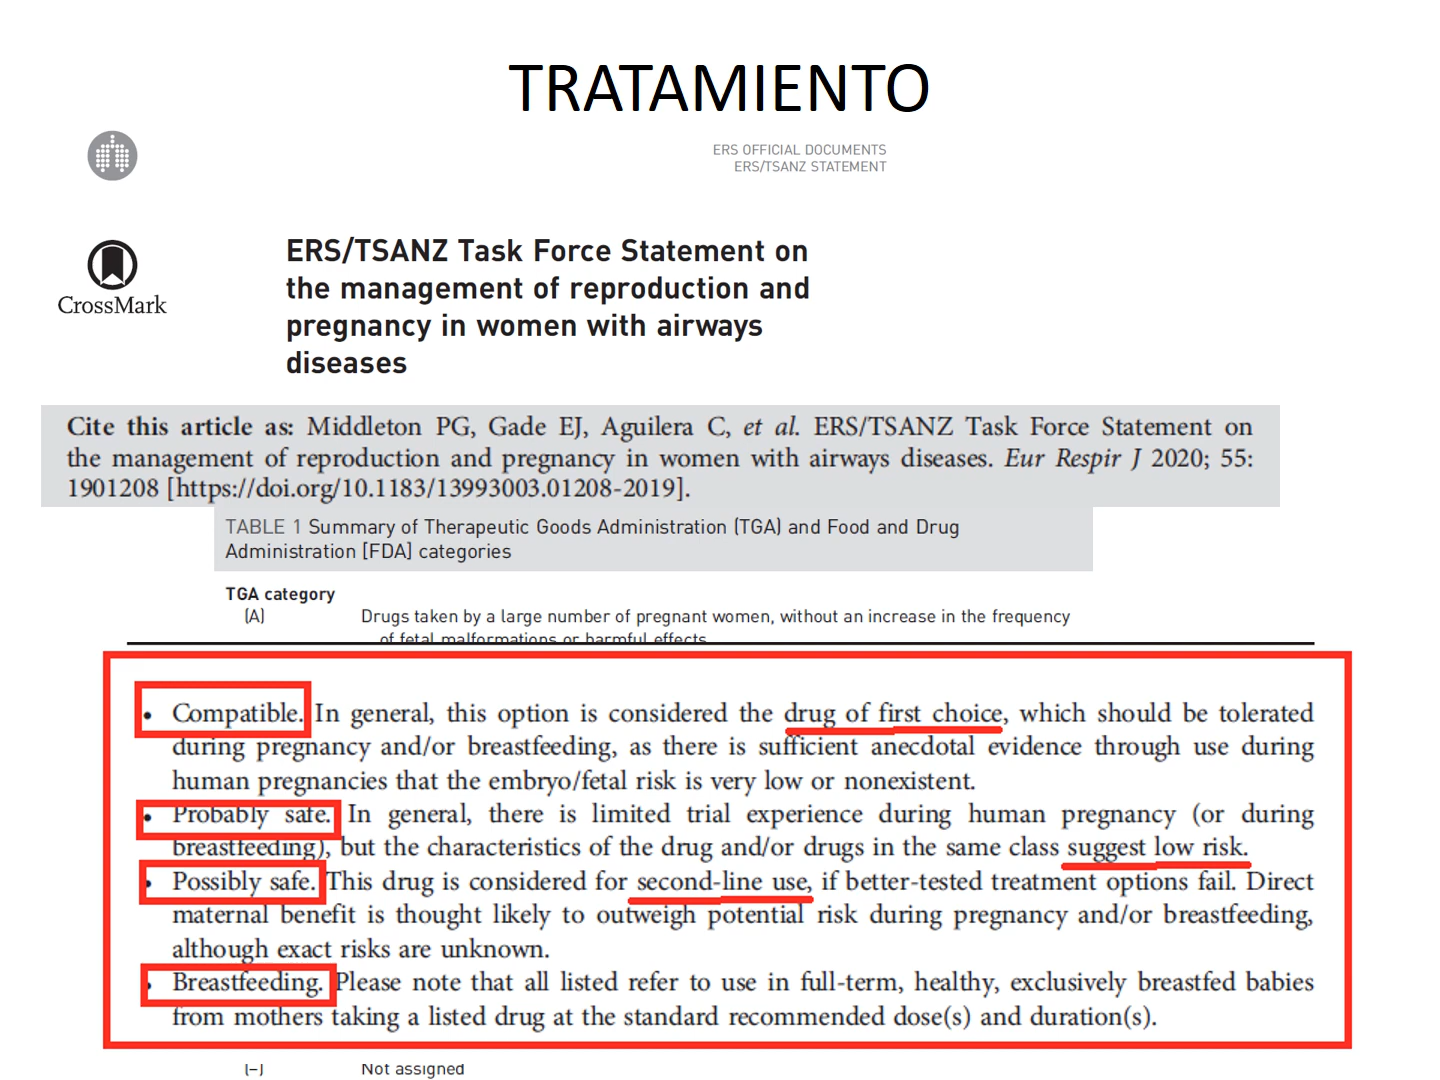 TRATAMIENTO
ERS OFFICIAL DOCUMENTS
ERS/TSANZ STATEMENT
CrossMark
ERS/TSANZ Task Force Statement on
the management of reproduction and
pregnancy in women with airways
diseases
Cite this article as: Middleton PG, Gade EJ, Aguilera C, et al. ERS/TSANZ Task Force Statement on
the management of reproduction and pregnancy in women with airways diseases. Eur Respir J 2020; 55:
1901208 [https://doi.org/10.1183/13993003.01208-2019].
TABLE 1 Summary of Therapeutic Goods Administration (TGA) and Food and Drug
Administration [FDA] categories
TGA category
(A) Drugs taken by a large number of pregnant women, without an increase in the frequency
of fetal malformations or harmful effects
• Compatible. In general, this option is considered the drug of first choice, which should be tolerated
during pregnancy and/or breastfeeding, as there is sufficient anecdotal evidence through use during
human pregnancies that the embryo/fetal risk is very low or nonexistent.
• Probably safe. In general, there is limited trial experience during human pregnancy (or during
breastfeeding), but the characteristics of the drug and/or drugs in the same class suggest low risk.
• Possibly safe. This drug is considered for second-line use, if better-tested treatment options fail. Direct
maternal benefit is thought likely to outweigh potential risk during pregnancy and/or breastfeeding,
although exact risks are unknown.
• Breastfeeding. Please note that all listed refer to use in full-term, healthy, exclusively breastfed babies
from mothers taking a listed drug at the standard recommended dose(s) and duration(s).
(–) Not assigned